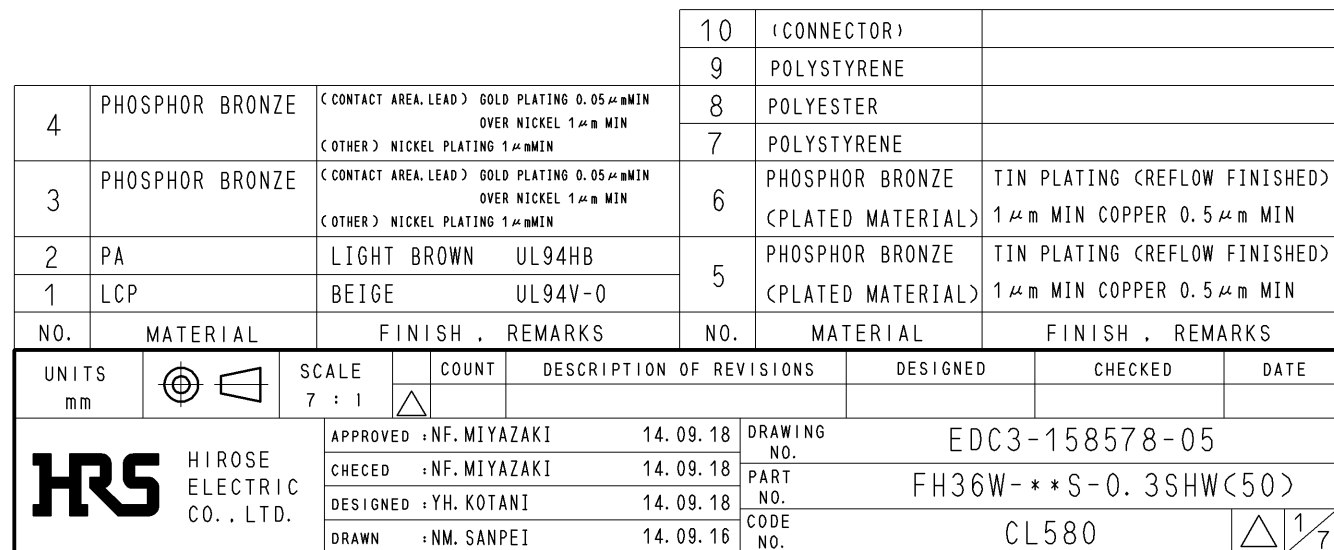 10 (CONNECTOR)
9 POLYSTYRENE
8 POLYESTER
7 POLYSTYRENE
4 PHOSPHOR BRONZE (CONTACT AREA, LEAD) GOLD PLATING 0.05μmMIN
OVER NICKEL 1μm MIN
(OTHER) NICKEL PLATING 1μmMIN
3 PHOSPHOR BRONZE (CONTACT AREA, LEAD) GOLD PLATING 0.05μmMIN
OVER NICKEL 1μm MIN
(OTHER) NICKEL PLATING 1μmMIN
2 PA LIGHT BROWN UL94HB
1 LCP BEIGE UL94V-0
6 PHOSPHOR BRONZE TIN PLATING (REFLOW FINISHED)
(PLATED MATERIAL) 1μm MIN COPPER 0.5μm MIN
5 PHOSPHOR BRONZE TIN PLATING (REFLOW FINISHED)
(PLATED MATERIAL) 1μm MIN COPPER 0.5μm MIN
NO. MATERIAL FINISH , REMARKS NO. MATERIAL FINISH , REMARKS
UNITS
mm
SCALE
7 : 1
COUNT DESCRIPTION OF REVISIONS DESIGNED CHECKED DATE
HRS
HIROSE
ELECTRIC
CO., LTD.
APPROVED :NF. MIYAZAKI 14. 09. 18
CHECED :NF. MIYAZAKI 14. 09. 18
DESIGNED :YH. KOTANI 14. 09. 18
DRAWN :NM. SANPEI 14. 09. 16
DRAWING
NO.
EDC3-158578-05
PART
NO.
FH36W-**S-0. 3SHW(50)
CODE
NO.
CL580
1/7